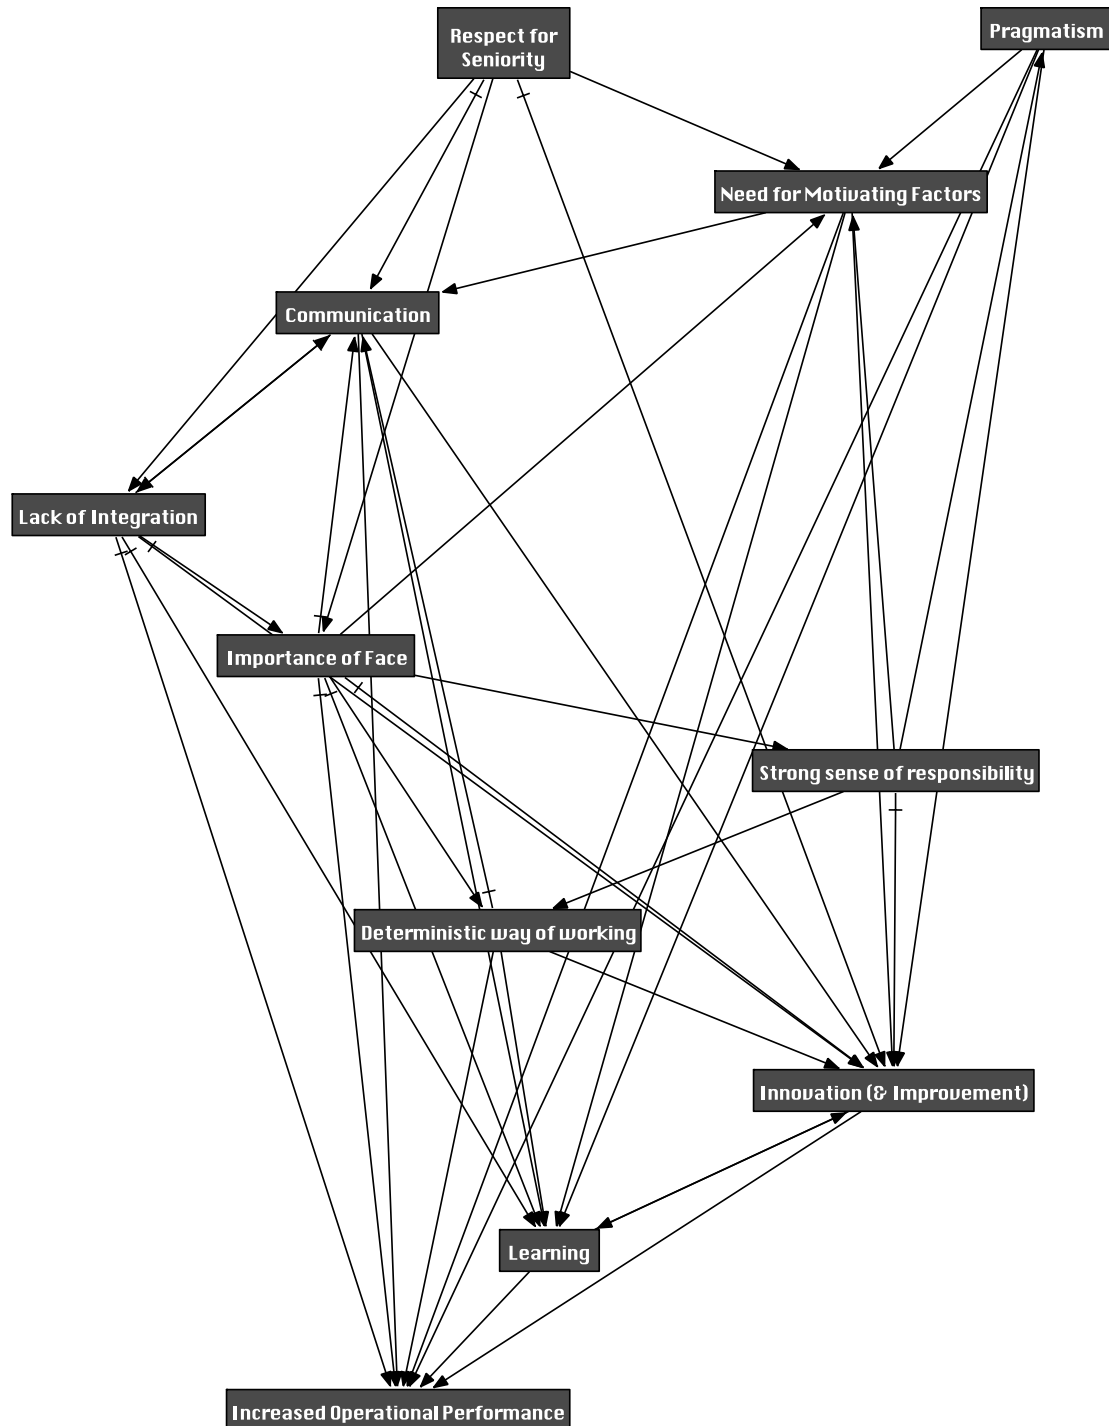 Respect for
Seniority
Pragmatism
Need for Motivating Factors
Communication
Lack of Integration
Importance of Face
Strong sense of responsibility
Deterministic way of working
Innovation (& Improvement)
Learning
Increased Operational Performance